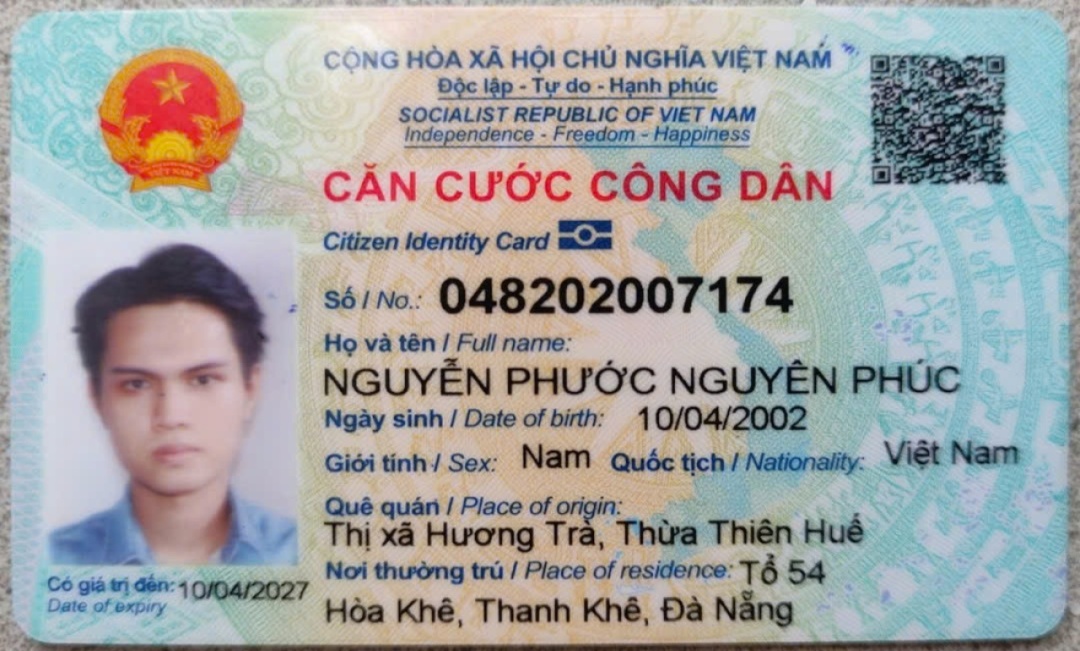 CỘNG HÒA XÃ HỘI CHỦ NGHĨA VIỆT NAM
Độc lập - Tự do - Hạnh phúc
SOCIALIST REPUBLIC OF VIET NAM
Independence - Freedom - Happiness
VIỆT NAM
CĂN CƯỚC CÔNG DÂN
Citizen Identity Card
Số / No.: 048202007174
Họ và tên / Full name:
NGUYỄN PHƯỚC NGUYÊN PHÚC
Ngày sinh / Date of birth: 10/04/2002
Giới tính / Sex: Nam Quốc tịch / Nationality: Việt Nam
Quê quán / Place of origin:
Thị xã Hương Trà, Thừa Thiên Huế
Nơi thường trú / Place of residence: Tổ 54
Hòa Khê, Thanh Khê, Đà Nẵng
Có giá trị đến: 10/04/2027
Date of expiry